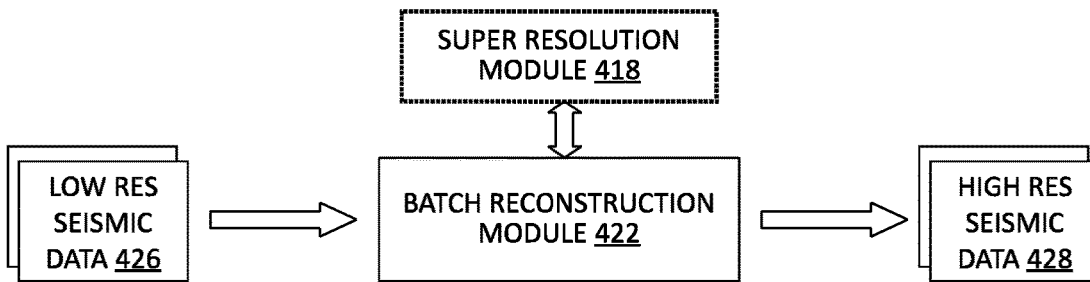 SUPER RESOLUTION
MODULE 418
LOW RES
SEISMIC
DATA 426
BATCH RECONSTRUCTION
MODULE 422
HIGH RES
SEISMIC
DATA 428